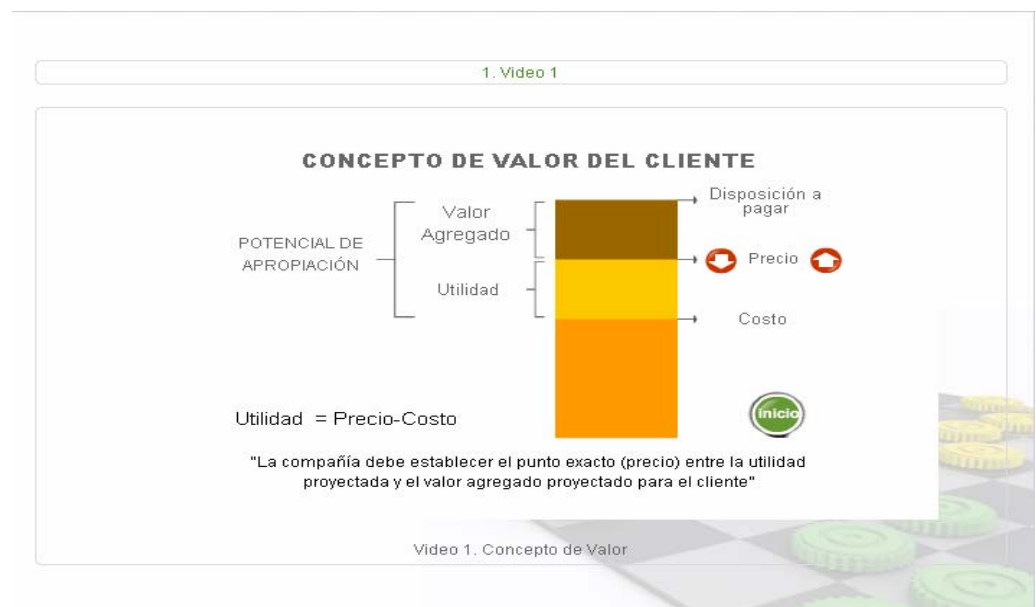 1. Video 1
CONCEPTO DE VALOR DEL CLIENTE
Disposición a
pagar
Valor
Agregado
POTENCIAL DE
APROPIACIÓN
Precio
Utilidad
Costo
Utilidad = Precio-Costo
inicio
"La compañía debe establecer el punto exacto (precio) entre la utilidad
proyectada y el valor agregado proyectado para el cliente"
Video 1. Concepto de Valor